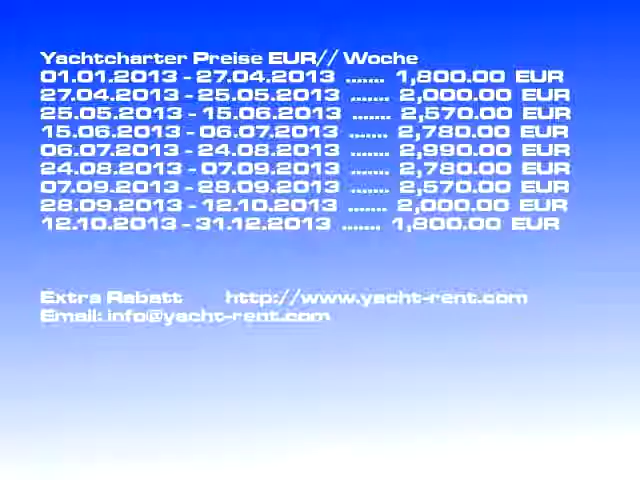 Yachtcharter Preise EUR// Woche
01.01.2013 - 27.04.2013 ....... 1,800.00 EUR
27.04.2013 - 25.05.2013 ....... 2,000.00 EUR
25.05.2013 - 15.06.2013 ....... 2,570.00 EUR
15.06.2013 - 06.07.2013 ....... 2,780.00 EUR
06.07.2013 - 24.08.2013 ....... 2,990.00 EUR
24.08.2013 - 07.09.2013 ....... 2,780.00 EUR
07.09.2013 - 28.09.2013 ....... 2,570.00 EUR
28.09.2013 - 12.10.2013 ....... 2,000.00 EUR
12.10.2013 - 31.12.2013 ....... 1,800.00 EUR
Extra Rabatt http://www.yacht-rent.com
Email: info@yacht-rent.com